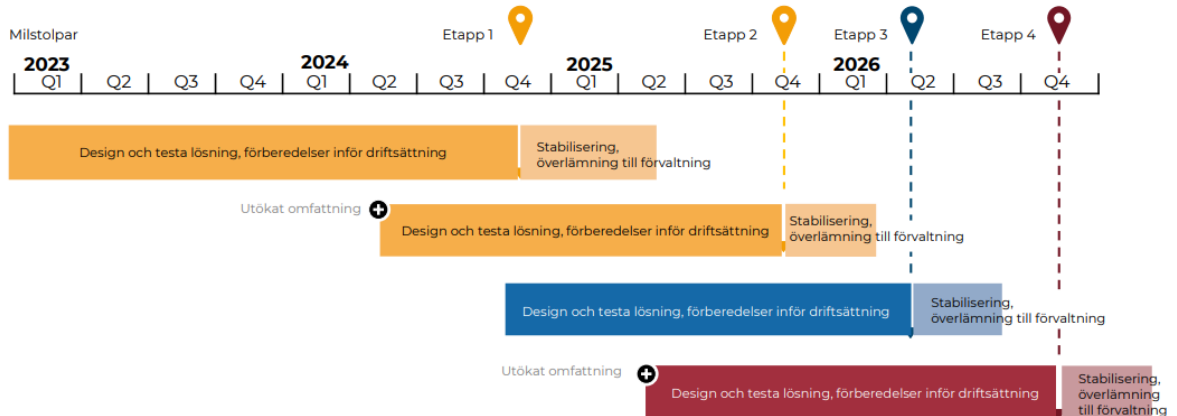 Milstolpar
Etapp 1
Etapp 2
Etapp 3
Etapp 4
2023
2024
2025
2026
Q1 Q2 Q3 Q4 Q1 Q2 Q3 Q4 Q1 Q2 Q3 Q4 Q1 Q2 Q3 Q4
Design och testa lösning, förberedelser inför driftsättning
Stabilisering,
överlämning till förvaltning
Utökat omfattning
Design och testa lösning, förberedelser inför driftsättning
Stabilisering,
överlämning till förvaltning
Design och testa lösning, förberedelser inför driftsättning
Stabilisering,
överlämning till förvaltning
Utökat omfattning
Design och testa lösning, förberedelser inför driftsättning
Stabilisering,
överlämning
till förvaltning